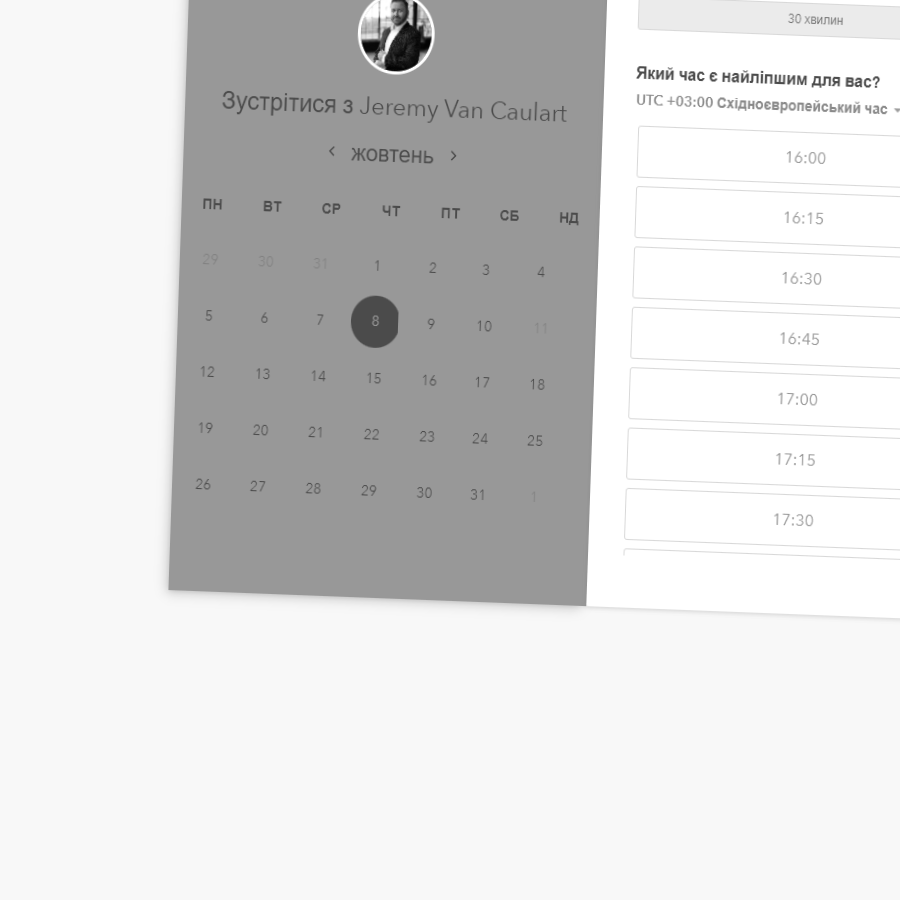 Зустрітися з Jeremy Van Caulart
жовтень
ПН ВТ СР ЧТ ПТ СБ НД
29 30 31 1 2 3 4
5 6 7 8 9 10 11
12 13 14 15 16 17 18
19 20 21 22 23 24 25
26 27 28 29 30 31 1
30 хвилин
Який час є найліпшим для вас?
UTC +03:00 Східноєвропейський час
16:00
16:15
16:30
16:45
17:00
17:15
17:30